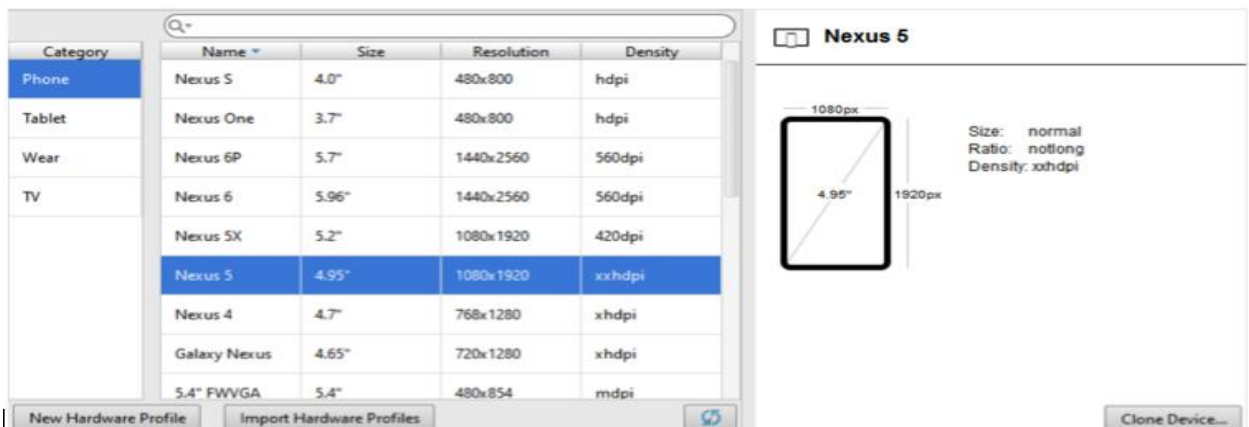 Category Name Size Resolution Density
Phone Nexus S 4.0" 480x800 hdpi
Tablet Nexus One 3.7" 480x800 hdpi
Wear Nexus 6P 5.7" 1440x2560 560dpi
TV Nexus 6 5.96" 1440x2560 560dpi
Nexus 5X 5.2" 1080x1920 420dpi
Nexus 5 4.95" 1080x1920 xxhdpi
Nexus 4 4.7" 768x1280 xhdpi
Galaxy Nexus 4.65" 720x1280 xhdpi
5.4" FWVGA 5.4" 480x854 mdpi
New Hardware Profile Import Hardware Profiles
Nexus 5
1080px
4.95"
1920px
Size: normal
Ratio: notlong
Density: xxhdpi
Clone Device...